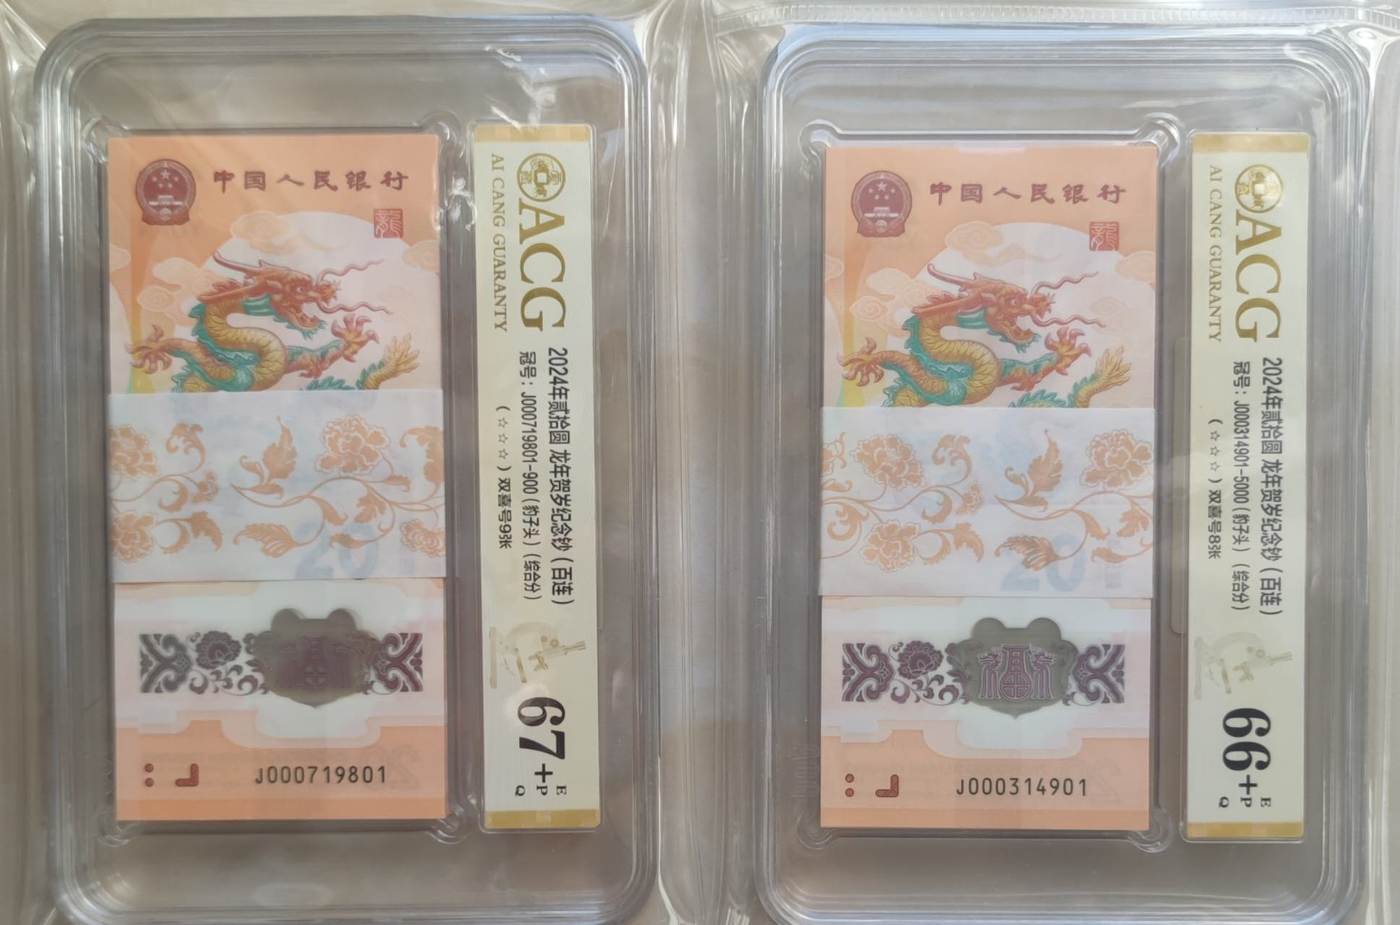 中国人民银行
龙
J000719801
ACG
AI CANG GUARANTY
2024年贰拾圆 龙年贺岁纪念钞（百连）
冠号：J000719801-900（豹子头）（综合分）
（☆☆☆）双喜号9张
67+
E
P
Q
20
中国人民银行
龙
J000314901
ACG
AI CANG GUARANTY
2024年贰拾圆 龙年贺岁纪念钞（百连）
冠号：J000314901-5000（豹子头）（综合分）
（☆☆☆）双喜号8张
66+
E
P
Q
20